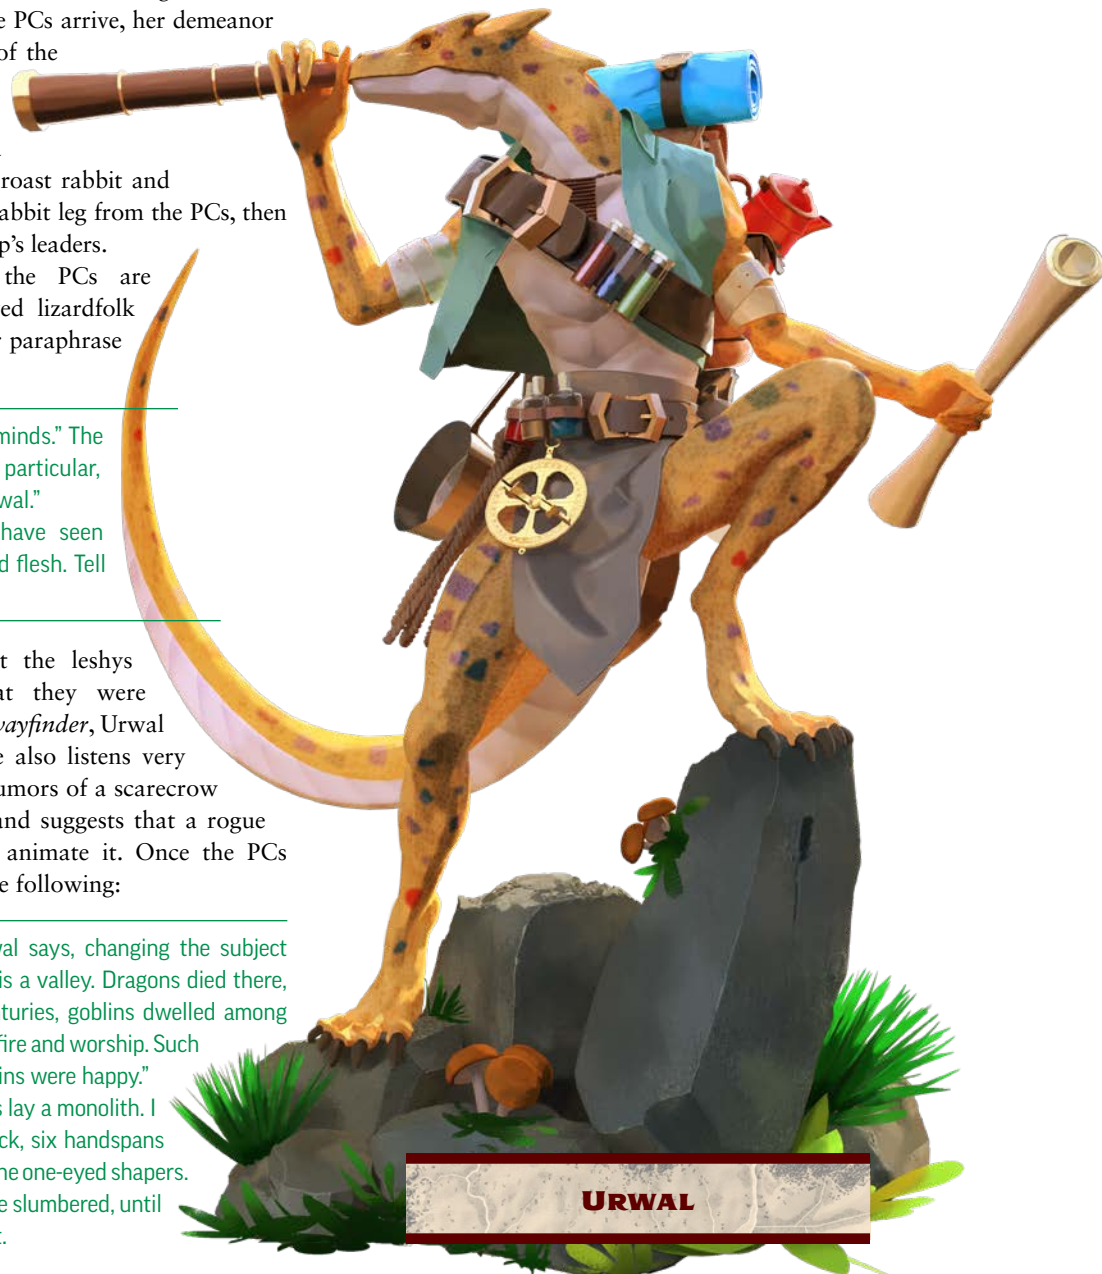 e PCs arrive, her demeanor
of the
roast rabbit and
abbit leg from the PCs, then
p’s leaders.
the PCs are
ed lizardfolk
r paraphrase
minds.” The
particular,
wal.”
have seen
d flesh. Tell
t the leshys
at they were
wayfinder, Urwal
e also listens very
umors of a scarecrow
and suggests that a rogue
animate it. Once the PCs
e following:
val says, changing the subject
is a valley. Dragons died there,
nturies, goblins dwelled among
fire and worship. Such
ins were happy.”
s lay a monolith. I
ck, six handspans
he one-eyed shapers.
e slumbered, until
t.
URWAL